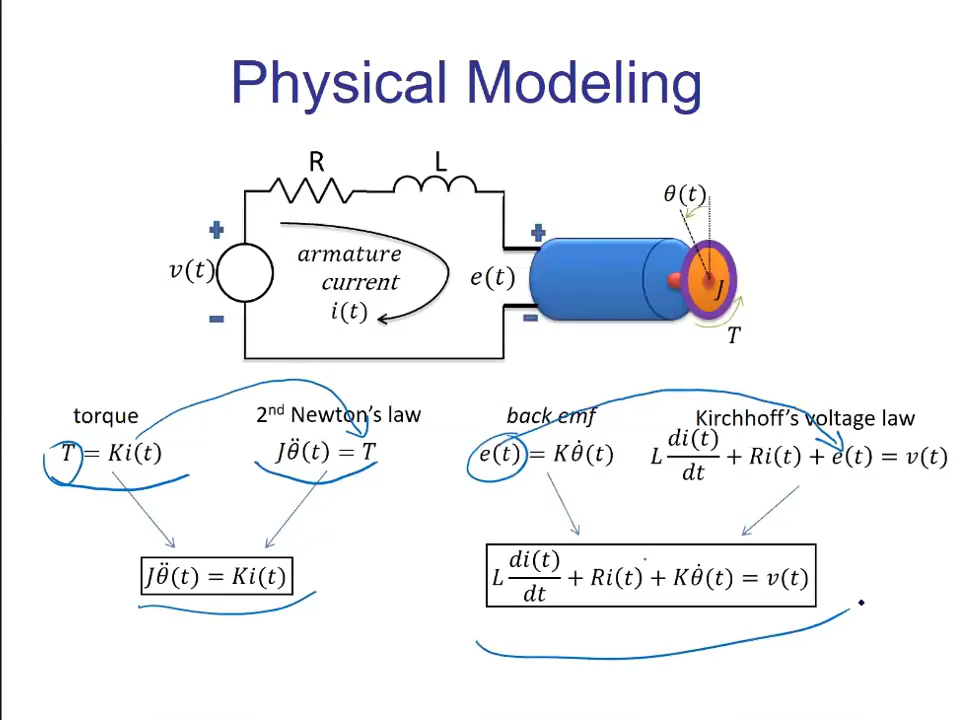 Physical Modeling
R L
θ(t)
+ +
v(t) armature e(t)
current
i(t)
J
- -
T
torque 2nd Newton's law back emf Kirchhoff's voltage law
T = Ki(t) Jθ̈(t) = T e(t) = Kθ̇(t) L di(t)/dt + Ri(t) + e(t) = v(t)
Jθ̈(t) = Ki(t) L di(t)/dt + Ri(t) + Kθ̇(t) = v(t)